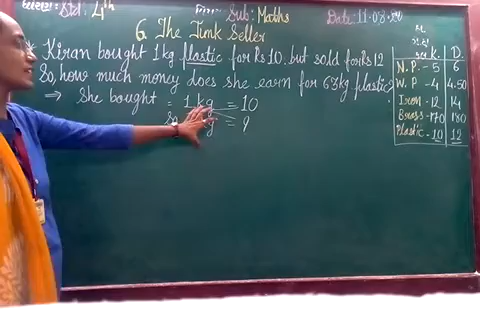 Std: 4th Sub: Maths Date: 11.08.20
6. The Junk Seller
* Kiran bought 1 kg plastic for Rs 10, but sold for Rs 12
So, how much money does she earn for 63kg plastic?
⇒ She bought = 1 kg = 10
= ?
K. D.
N. P. - 5 6
W. P - 4 4.50
Iron - 12 14
Brass - 170 180
Plastic - 10 12